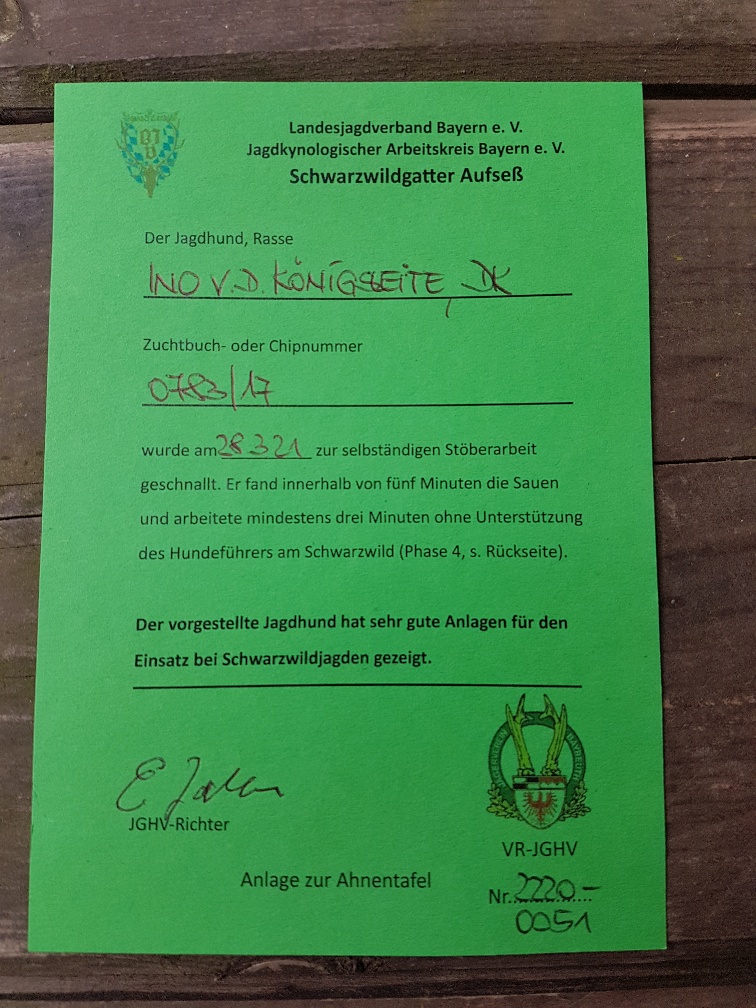 Landesjagdverband Bayern e. V.
Jagdkynologischer Arbeitskreis Bayern e. V.
Schwarzwildgatter Aufseß
Der Jagdhund, Rasse
INO V.D. KÖNIGSLEITE, DK
Zuchtbuch- oder Chipnummer
0783/17
wurde am 28.3.21 zur selbständigen Stöberarbeit
geschnallt. Er fand innerhalb von fünf Minuten die Sauen
und arbeitete mindestens drei Minuten ohne Unterstützung
des Hundeführers am Schwarzwild (Phase 4, s. Rückseite).
Der vorgestellte Jagdhund hat sehr gute Anlagen für den
Einsatz bei Schwarzwildjagden gezeigt.
JGHV-Richter
VR-JGHV
Anlage zur Ahnentafel
Nr. 2220-
0051